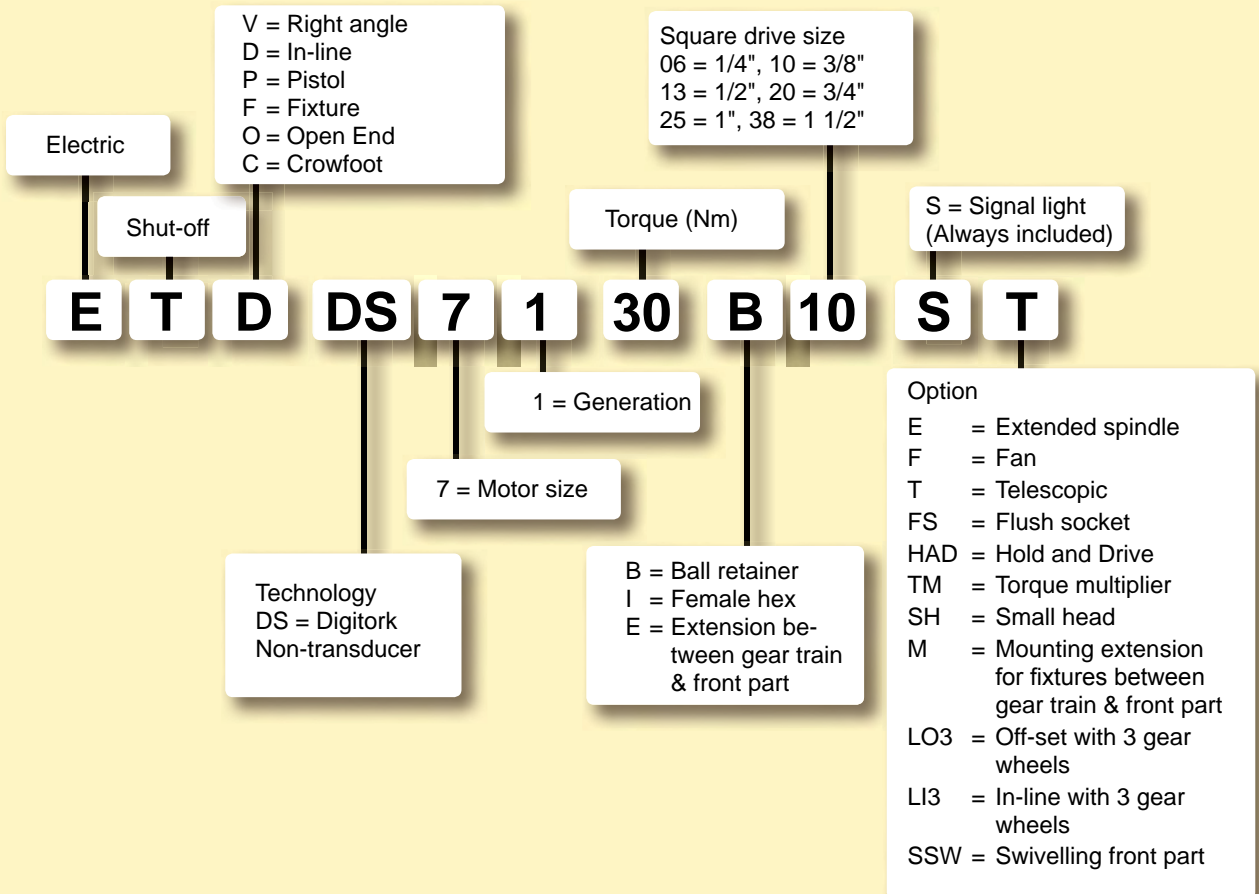 V = Right angle
D = In-line
P = Pistol
F = Fixture
O = Open End
C = Crowfoot
Square drive size
06 = 1/4", 10 = 3/8"
13 = 1/2", 20 = 3/4"
25 = 1", 38 = 1 1/2"
Electric
Shut-off
Torque (Nm)
S = Signal light
(Always included)
E T D DS 7 1 30 B 10 S T
1 = Generation
7 = Motor size
Technology
DS = Digitork
Non-transducer
B = Ball retainer
I = Female hex
E = Extension be-
tween gear train
& front part
Option
E = Extended spindle
F = Fan
T = Telescopic
FS = Flush socket
HAD = Hold and Drive
TM = Torque multiplier
SH = Small head
M = Mounting extension
for fixtures between
gear train & front part
LO3 = Off-set with 3 gear
wheels
LI3 = In-line with 3 gear
wheels
SSW = Swivelling front part